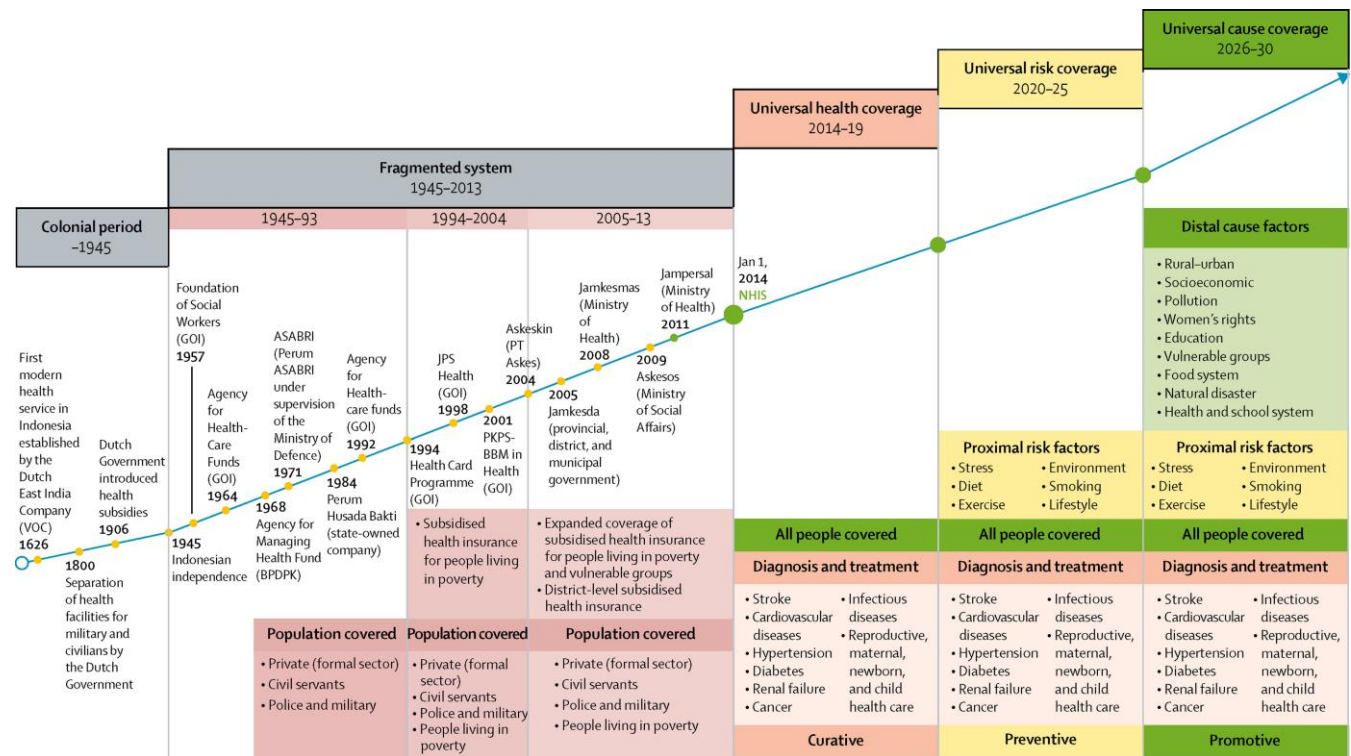 Universal cause coverage
2026–30
Universal risk coverage
2020–25
Universal health coverage
2014–19
Fragmented system
1945–2013
Colonial period
–1945
1945–93
1994–2004
2005–13
First
modern
health
service in
Indonesia
established
by the
Dutch
East India
Company
(VOC)
1626
1800
Separation
of health
facilities for
military and
civilians by
the Dutch
Government
Dutch
Government
introduced
health
subsidies
1906
1945
Indonesian
independence
Foundation
of Social
Workers
(GOI)
1957
Agency
for
Health-
Care
Funds
(GOI)
1964
1968
Agency for
Managing
Health Fund
(BPDPK)
ASABRI
(Perum
ASABRI
under
supervision
of the
Ministry of
Defence)
1971
1984
Perum
Husada Bakti
(state-owned
company)
Agency
for
Health-
care funds
(GOI)
1992
1994
Health Card
Programme
(GOI)
JPS
Health
(GOI)
1998
2001
PKPS-
BBM in
Health
(GOI)
Askeskin
(PT
Askes)
2004
2005
Jamkesda
(provincial,
district, and
municipal
government)
Jamkesmas
(Ministry
of
Health)
2008
2009
Askesos
(Ministry
of Social
Affairs)
Jampersal
(Ministry
of Health)
2011
Jan 1,
2014
NHIS
• Subsidised
health insurance
for people living
in poverty
• Expanded coverage of
subsidised health insurance
for people living in poverty
and vulnerable groups
• District-level subsidised
health insurance
Population covered
• Private (formal sector)
• Civil servants
• Police and military
Population covered
• Private (formal
sector)
• Civil servants
• Police and military
• People living in
poverty
Population covered
• Private (formal sector)
• Civil servants
• Police and military
• People living in poverty
All people covered
Diagnosis and treatment
• Stroke
• Cardiovascular
diseases
• Hypertension
• Diabetes
• Renal failure
• Cancer
• Infectious
diseases
• Reproductive,
maternal,
newborn,
and child
health care
Curative
Proximal risk factors
• Stress
• Diet
• Exercise
• Environment
• Smoking
• Lifestyle
All people covered
Diagnosis and treatment
• Stroke
• Cardiovascular
diseases
• Hypertension
• Diabetes
• Renal failure
• Cancer
• Infectious
diseases
• Reproductive,
maternal,
newborn,
and child
health care
Preventive
Distal cause factors
• Rural–urban
• Socioeconomic
• Pollution
• Women's rights
• Education
• Vulnerable groups
• Food system
• Natural disaster
• Health and school system
Proximal risk factors
• Stress
• Diet
• Exercise
• Environment
• Smoking
• Lifestyle
All people covered
Diagnosis and treatment
• Stroke
• Cardiovascular
diseases
• Hypertension
• Diabetes
• Renal failure
• Cancer
• Infectious
diseases
• Reproductive,
maternal,
newborn,
and child
health care
Promotive